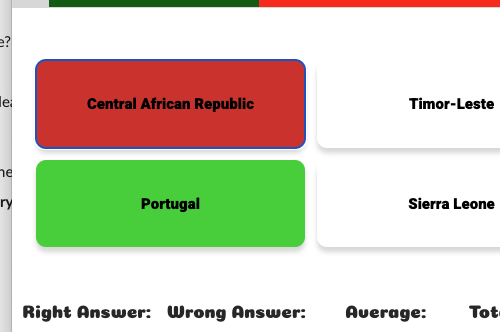 e?
Central African Republic Timor-Leste
lea
Portugal Sierra Leone
ne
ry
Right Answer: Wrong Answer: Average: Tot